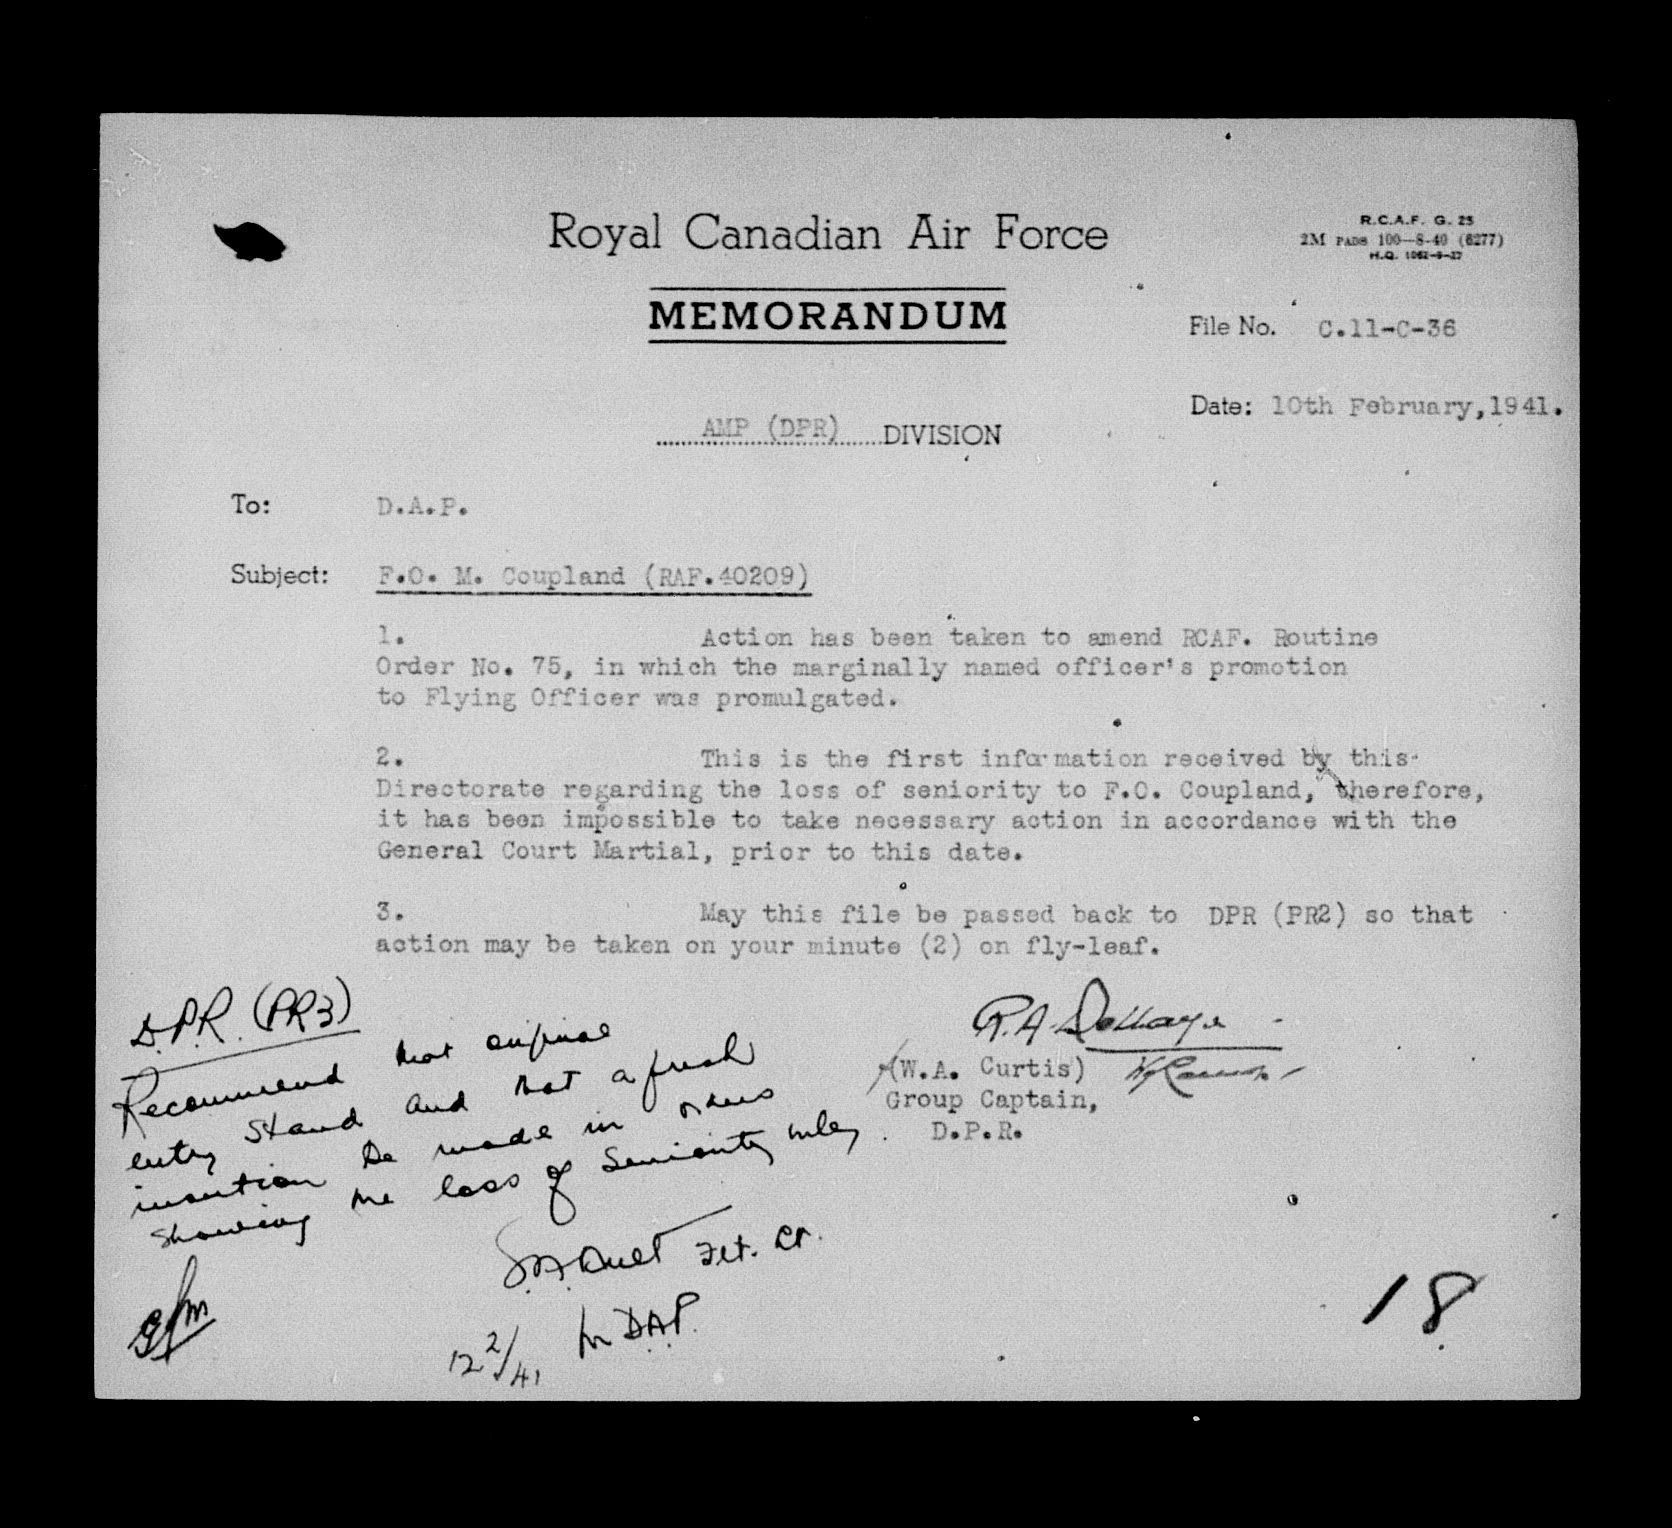 Royal Canadian Air Force
R.C.A.F. G. 25
2M PADS 100—8-40 (6277)
H.Q. 1062-9-27
MEMORANDUM
File No. C.11-C-36
Date: 10th February, 1941.
AMP (DPR) DIVISION
To: D.A.P.
Subject: F.O. M. Coupland (RAF.40209)
1. Action has been taken to amend RCAF. Routine
Order No. 75, in which the marginally named officer's promotion
to Flying Officer was promulgated.
2. This is the first information received by this
Directorate regarding the loss of seniority to F.O. Coupland, therefore,
it has been impossible to take necessary action in accordance with the
General Court Martial, prior to this date.
3. May this file be passed back to DPR (PR2) so that
action may be taken on your minute (2) on fly-leaf.
R.A. Delhaye
(W.A. Curtis)
Group Captain,
D.P.R.
D.P.R. (PR3)
Recommend that original
entry stand and that a fresh
insertion be made in orders
showing the loss of seniority only.
Flt. Lt.
for DAP.
12 2/41
18